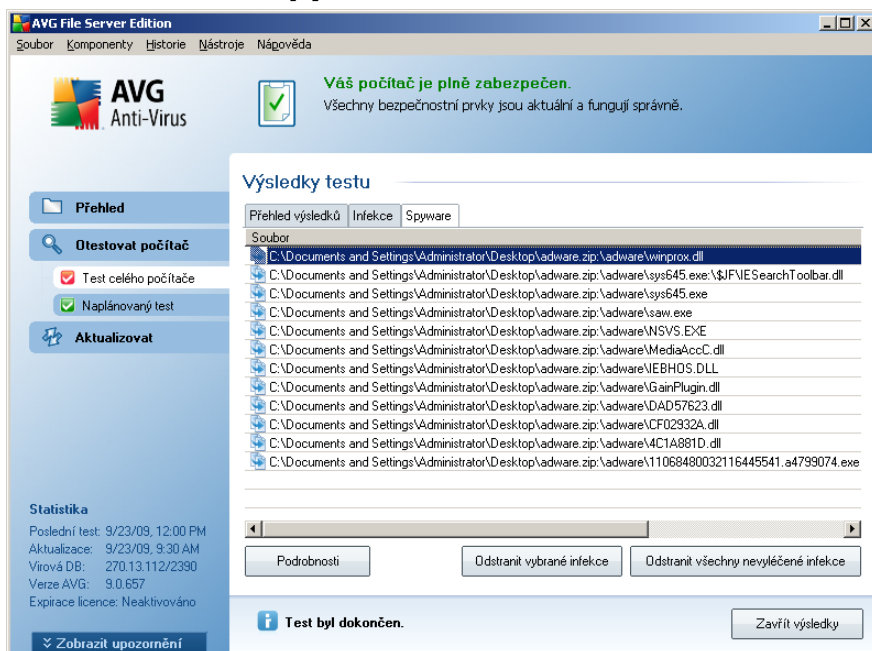 AVG File Server Edition
Soubor Komponenty Historie Nástroje Nápověda
AVG
Anti-Virus
Váš počítač je plně zabezpečen.
Všechny bezpečnostní prvky jsou aktuální a fungují správně.
Přehled
Otestovat počítač
Test celého počítače
Naplánovaný test
Aktualizovat
Statistika
Poslední test: 9/23/09, 12:00 PM
Aktualizace: 9/23/09, 9:30 AM
Virová DB: 270.13.112/2390
Verze AVG: 9.0.657
Expirace licence: Neaktivováno
Zobrazit upozornění
Výsledky testu
Přehled výsledků Infekce Spyware
Soubor
C:\Documents and Settings\Administrator\Desktop\adware.zip:\adware\winprox.dll
C:\Documents and Settings\Administrator\Desktop\adware.zip:\adware\sys645.exe:\$JF\IESearchToolbar.dll
C:\Documents and Settings\Administrator\Desktop\adware.zip:\adware\sys645.exe
C:\Documents and Settings\Administrator\Desktop\adware.zip:\adware\saw.exe
C:\Documents and Settings\Administrator\Desktop\adware.zip:\adware\NSVS.EXE
C:\Documents and Settings\Administrator\Desktop\adware.zip:\adware\MediaAccC.dll
C:\Documents and Settings\Administrator\Desktop\adware.zip:\adware\IEBHOS.DLL
C:\Documents and Settings\Administrator\Desktop\adware.zip:\adware\GainPlugin.dll
C:\Documents and Settings\Administrator\Desktop\adware.zip:\adware\DAD57623.dll
C:\Documents and Settings\Administrator\Desktop\adware.zip:\adware\CF02932A.dll
C:\Documents and Settings\Administrator\Desktop\adware.zip:\adware\4C1A881D.dll
C:\Documents and Settings\Administrator\Desktop\adware.zip:\adware\11068480032116445541.a4799074.exe
Podrobnosti
Odstranit vybrané infekce
Odstranit všechny nevyléčené infekce
Test byl dokončen.
Zavřít výsledky